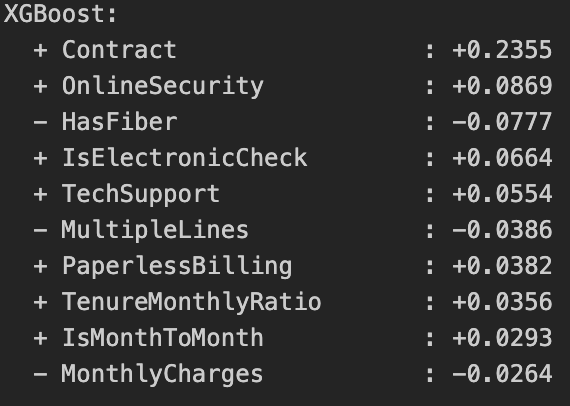 XGBoost:
+ Contract : +0.2355
+ OnlineSecurity : +0.0869
- HasFiber : -0.0777
+ IsElectronicCheck : +0.0664
+ TechSupport : +0.0554
- MultipleLines : -0.0386
+ PaperlessBilling : +0.0382
+ TenureMonthlyRatio : +0.0356
+ IsMonthToMonth : +0.0293
- MonthlyCharges : -0.0264